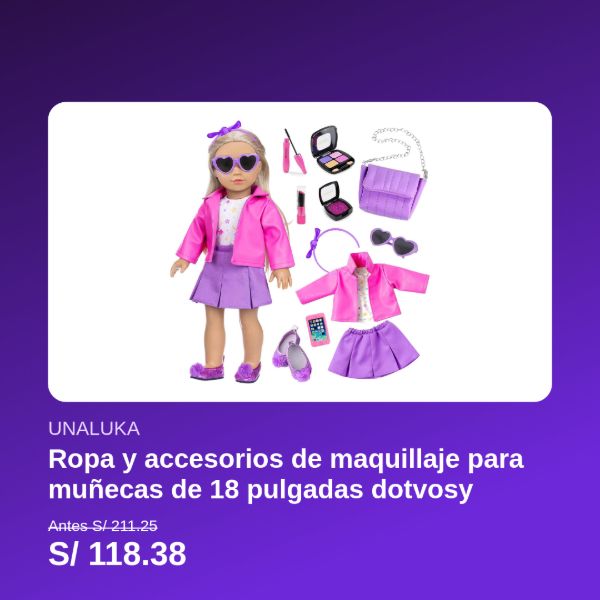 UNALUKA
Ropa y accesorios de maquillaje para
muñecas de 18 pulgadas dotvosy
Antes S/ 211.25
S/ 118.38